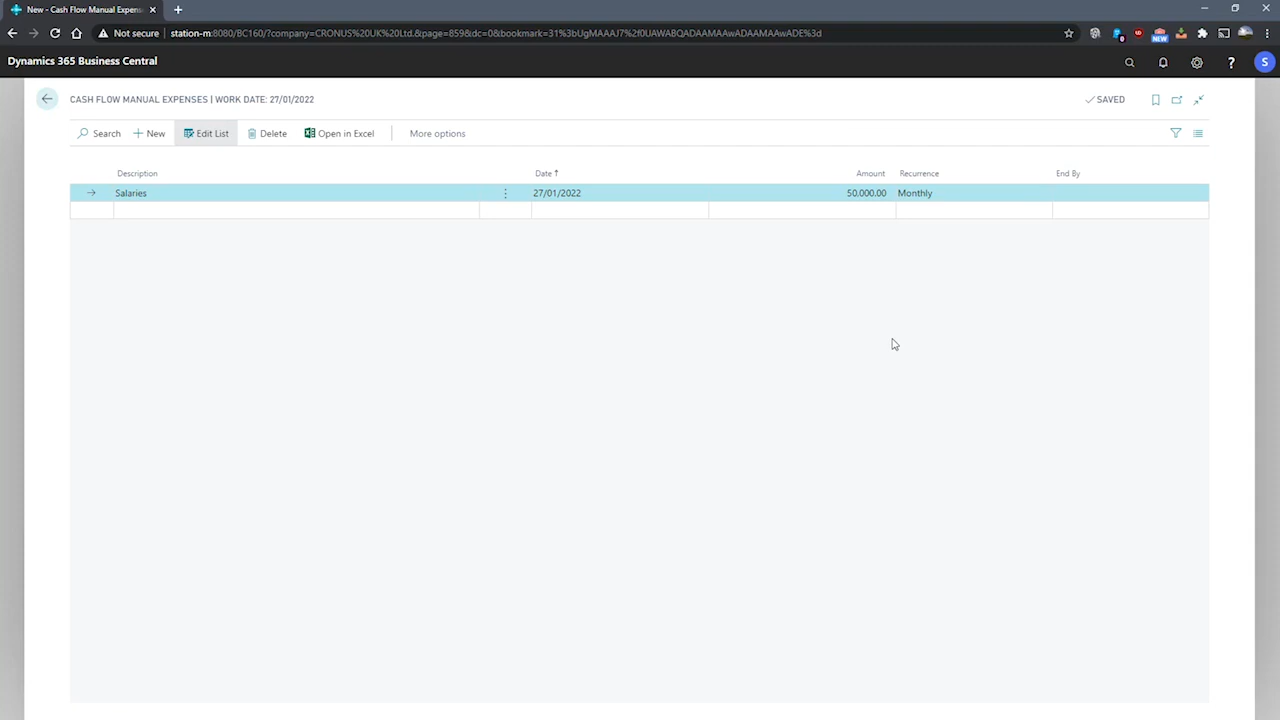 New - Cash Flow Manual Expens
Not secure station-m:8080/BC160/?company=CRONUS%20UK%20Ltd.&page=859&dc=0&bookmark=31%3bUgMAAAJ7%2f0UAWABQADAAMAAwADAAMAAwADE%3d
0 NEW
Dynamics 365 Business Central
? S
CASH FLOW MANUAL EXPENSES | WORK DATE: 27/01/2022
SAVED
Search New Edit List Delete Open in Excel More options
Description Date Amount Recurrence End By
Salaries 27/01/2022 50,000.00 Monthly